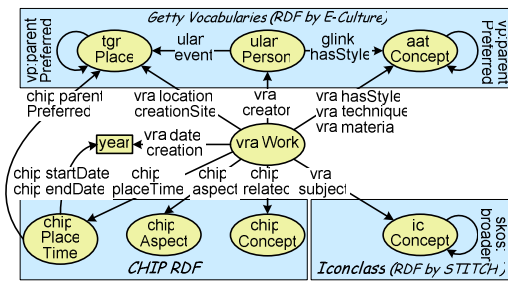 Getty Vocabularies (RDF by E-Culture)
vp:parent
Preferred
tgr
Place
ular
event
ular
Person
glink
hasStyle
aat
Concept
vp:parent
Preferred
chip parent
Preferred
vra location
creationSite
vra
creator
vra hasStyle
vra technique
vra materia
year
vra date
creation
vra Work
chip startDate
chip endDate
chip
placeTime
chip
aspect
chip
related
vra
subject
chip
Place
Time
chip
Aspect
chip
Concept
ic
Concept
skos:
broader
CHIP RDF
Iconclass (RDF by STITCH)